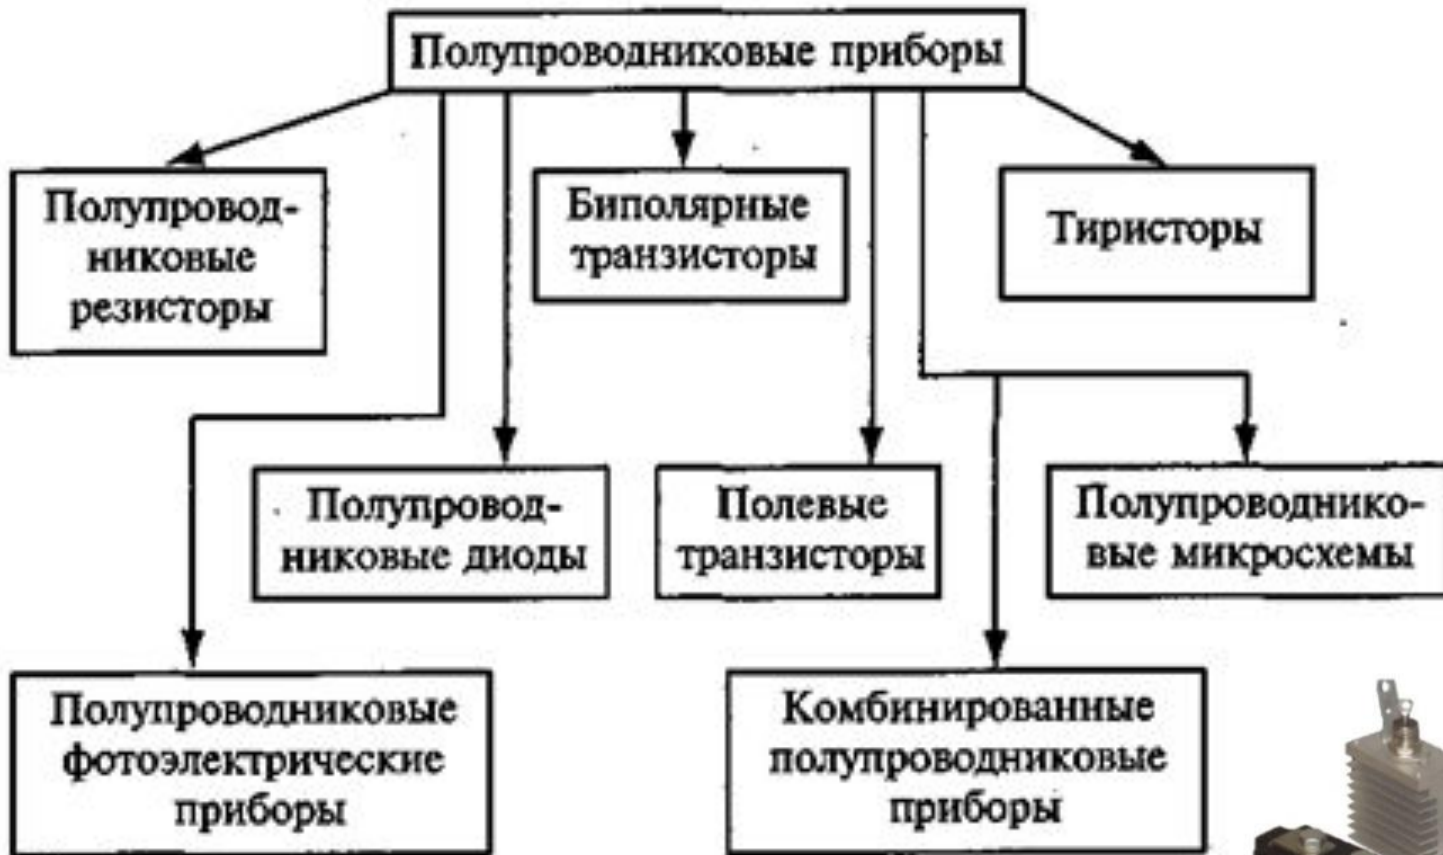 Полупроводниковые приборы
Полупровод-
никовые
резисторы
Биполярные
транзисторы
Тиристоры
Полупровод-
никовые диоды
Полевые
транзисторы
Полупроводнико-
вые микросхемы
Полупроводниковые
фотоэлектрические
приборы
Комбинированные
полупроводниковые
приборы